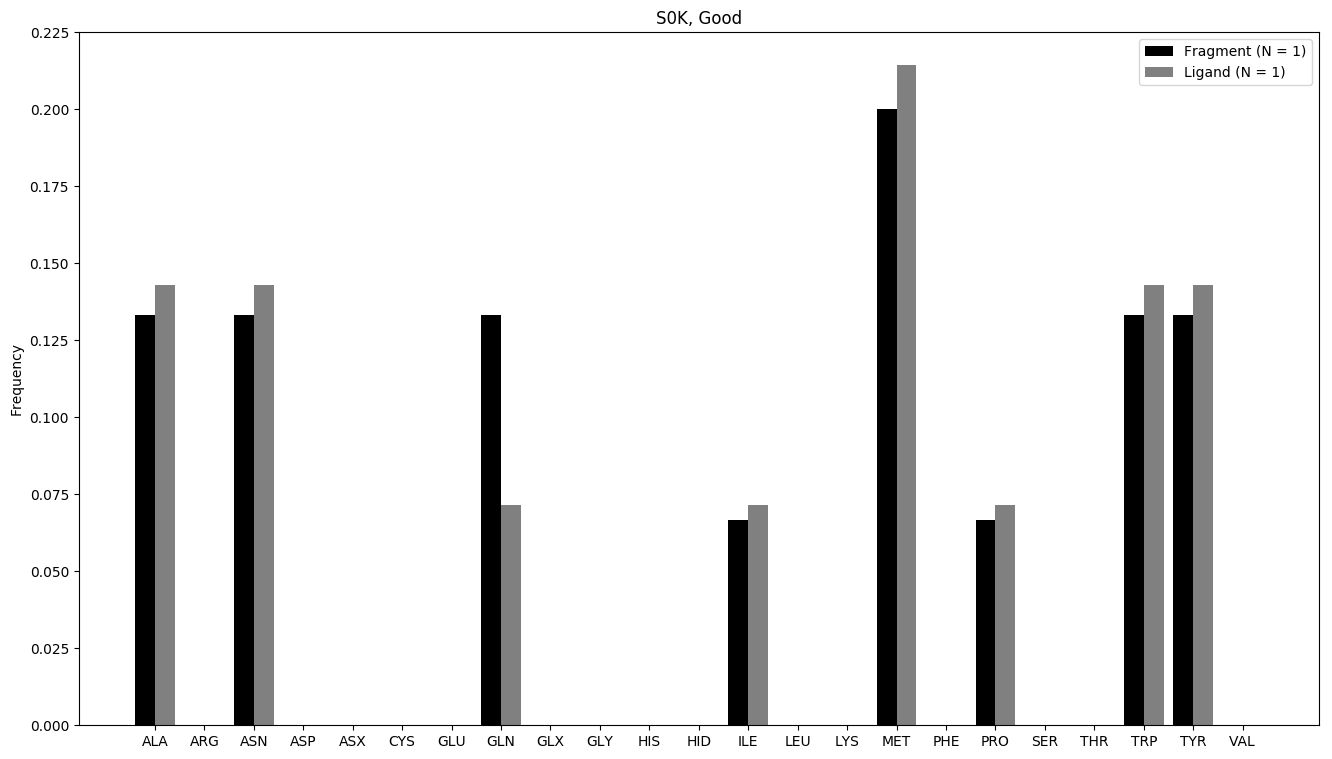 S0K, Good
Fragment (N = 1)
Ligand (N = 1)
Frequency
0.225
0.200
0.175
0.150
0.125
0.100
0.075
0.050
0.025
0.000
ALA ARG ASN ASP ASX CYS GLU GLN GLX GLY HIS HID ILE LEU LYS MET PHE PRO SER THR TRP TYR VAL